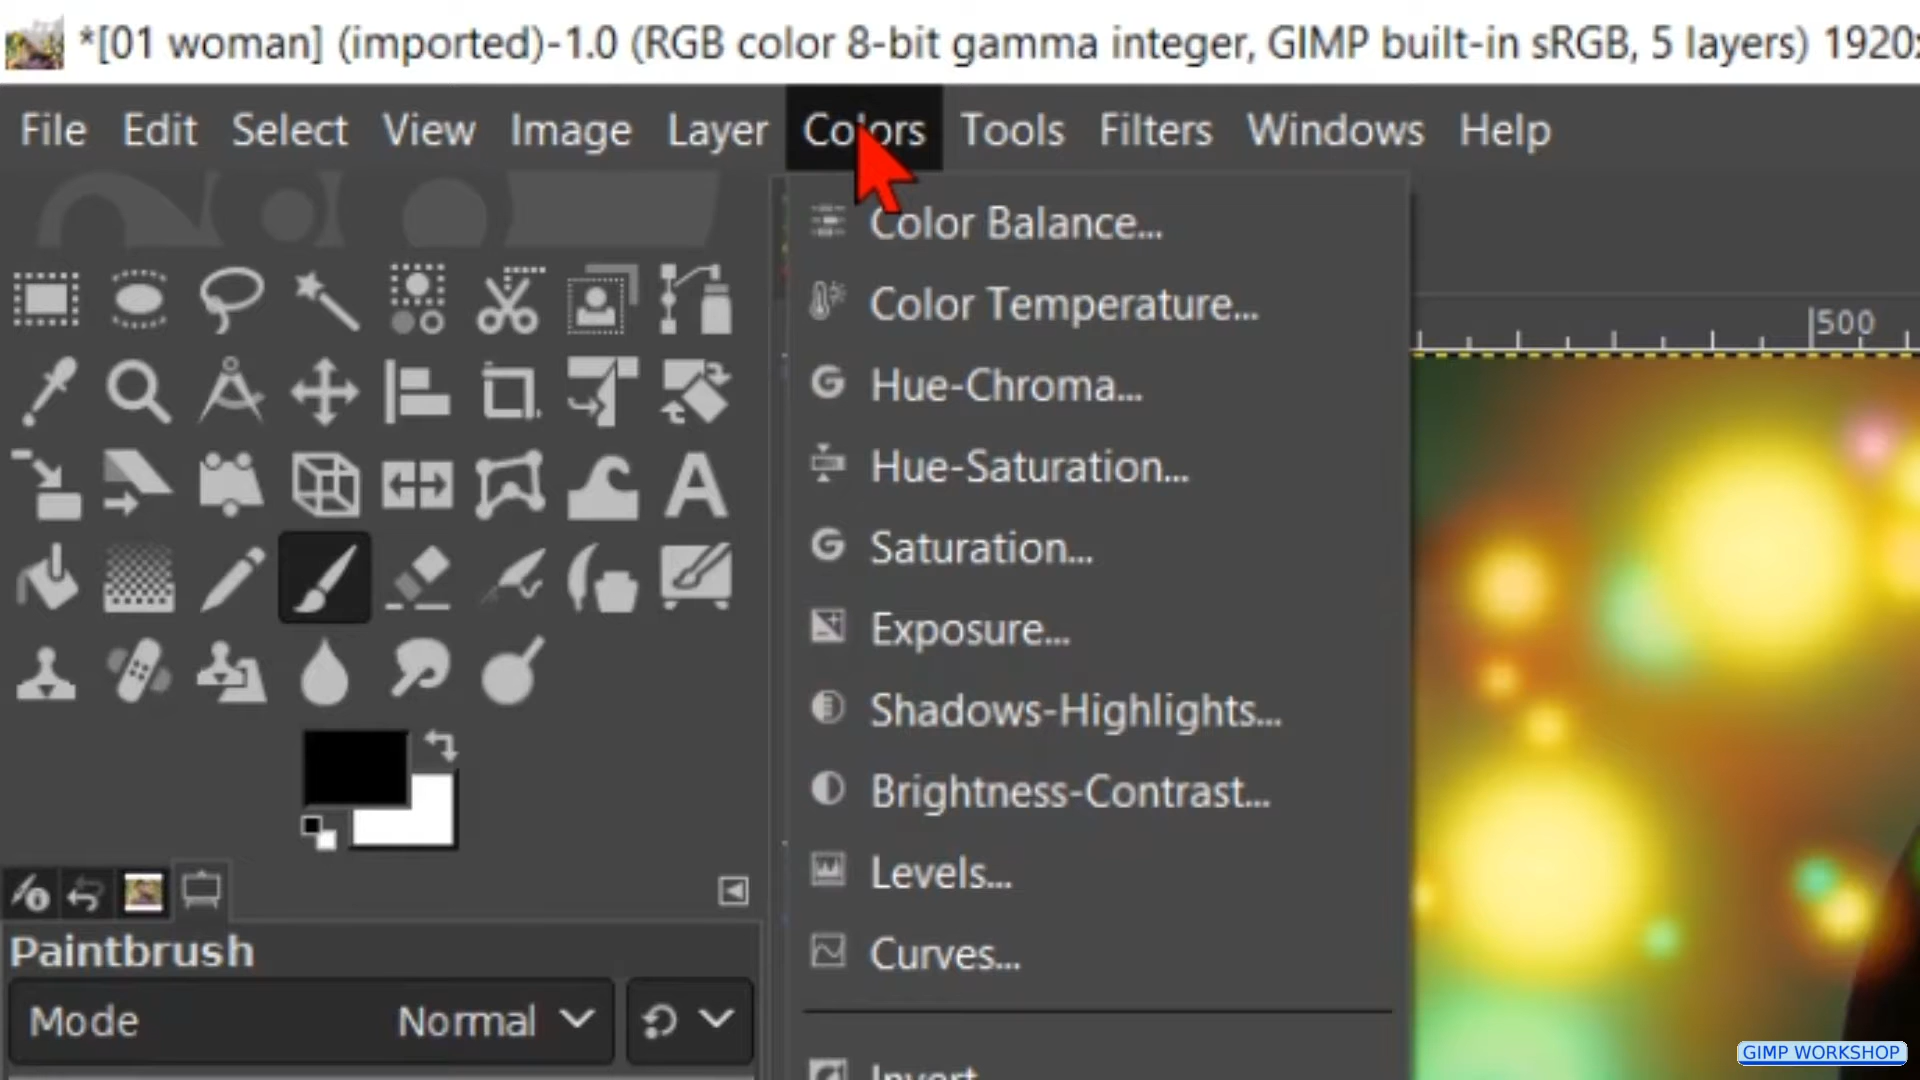 *[01 woman] (imported)-1.0 (RGB color 8-bit gamma integer, GIMP built-in sRGB, 5 layers) 1920
File Edit Select View Image Layer Colors Tools Filters Windows Help
Color Balance...
Color Temperature...
500
Hue-Chroma...
Hue-Saturation...
Saturation...
Exposure...
Shadows-Highlights...
Brightness-Contrast...
Levels...
Curves...
Invert
Paintbrush
Mode Normal
GIMP WORKSHOP